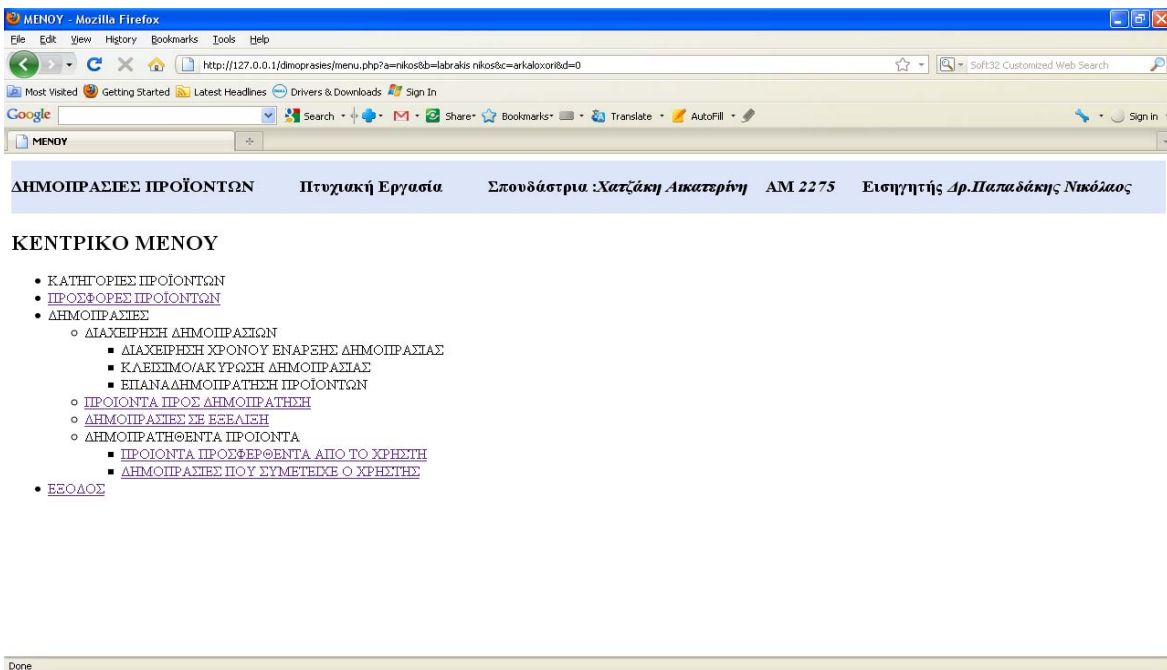 MENOY - Mozilla Firefox
File Edit View History Bookmarks Tools Help
http://127.0.0.1/dimoprasies/menu.php?a=nikos&b=labrakis nikos&c=arkaloxori&d=0 Soft32 Customized Web Search
Most Visited Getting Started Latest Headlines Drivers & Downloads Sign In
Google Search Share Bookmarks Translate AutoFill Sign in
ΜΕΝΟΥ
ΔΗΜΟΠΡΑΣΙΕΣ ΠΡΟΪΟΝΤΩΝ Πτυχιακή Εργασία Σπουδάστρια :Χατζάκη Αικατερίνη ΑΜ 2275 Εισηγητής Δρ.Παπαδάκης Νικόλαος
ΚΕΝΤΡΙΚΟ ΜΕΝΟΥ
ΚΑΤΗΓΟΡΙΕΣ ΠΡΟΪΟΝΤΩΝ
ΠΡΟΣΦΟΡΕΣ ΠΡΟΪΟΝΤΩΝ
ΔΗΜΟΠΡΑΣΙΕΣ
ΔΙΑΧΕΙΡΗΣΗ ΔΗΜΟΠΡΑΣΙΩΝ
ΔΙΑΧΕΙΡΗΣΗ ΧΡΟΝΟΥ ΕΝΑΡΞΗΣ ΔΗΜΟΠΡΑΣΙΑΣ
ΚΛΕΙΣΙΜΟ/ΑΚΥΡΩΣΗ ΔΗΜΟΠΡΑΣΙΑΣ
ΕΠΑΝΑΔΗΜΟΠΡΑΤΗΣΗ ΠΡΟΪΟΝΤΩΝ
ΠΡΟΙΟΝΤΑ ΠΡΟΣ ΔΗΜΟΠΡΑΤΗΣΗ
ΔΗΜΟΠΡΑΣΙΕΣ ΣΕ ΕΞΕΛΙΞΗ
ΔΗΜΟΠΡΑΤΗΘΕΝΤΑ ΠΡΟΙΟΝΤΑ
ΠΡΟΙΟΝΤΑ ΠΡΟΣΦΕΡΘΕΝΤΑ ΑΠΟ ΤΟ ΧΡΗΣΤΗ
ΔΗΜΟΠΡΑΣΙΕΣ ΠΟΥ ΣΥΜΕΤΕΙΧΕ Ο ΧΡΗΣΤΗΣ
ΕΞΟΔΟΣ
Done